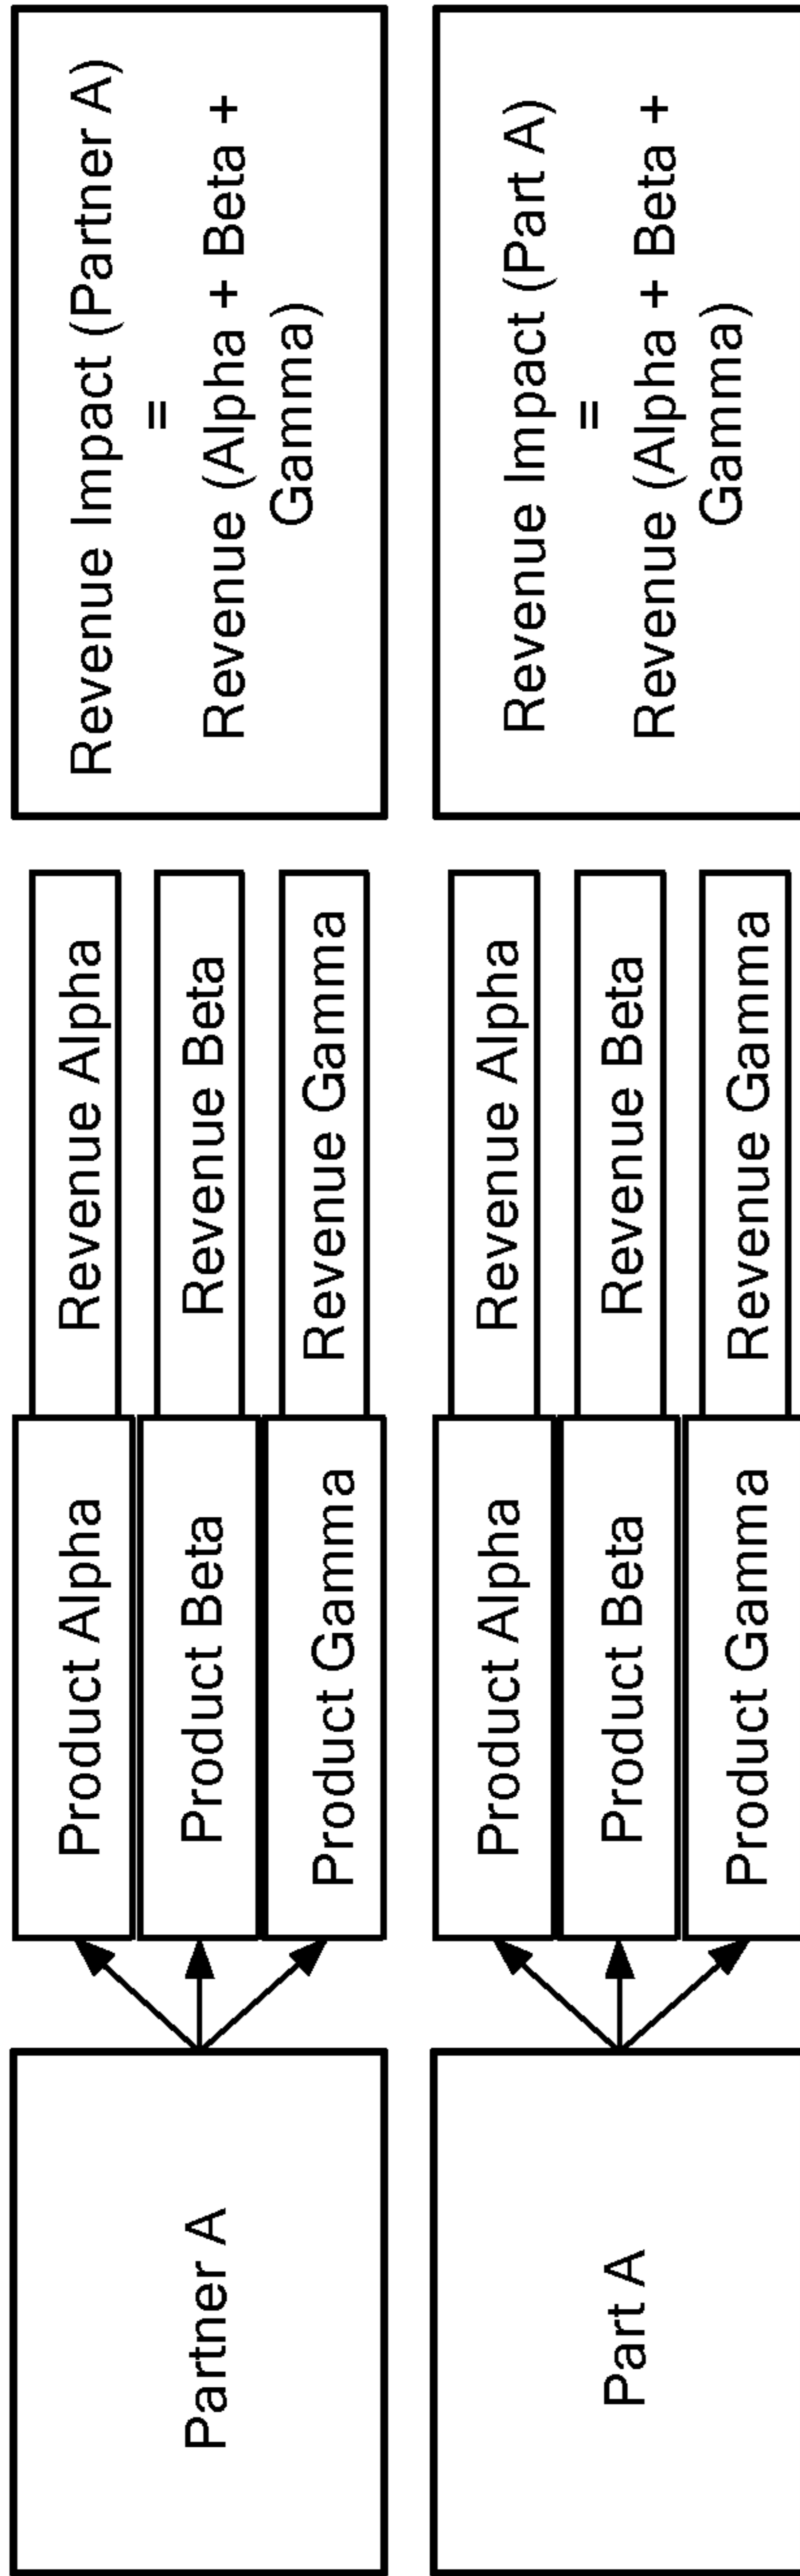 Partner A
Product Alpha
Revenue Alpha
Product Beta
Revenue Beta
Product Gamma
Revenue Gamma
Revenue Impact (Partner A)
=
Revenue (Alpha + Beta +
Gamma)
Part A
Product Alpha
Revenue Alpha
Product Beta
Revenue Beta
Product Gamma
Revenue Gamma
Revenue Impact (Part A)
=
Revenue (Alpha + Beta +
Gamma)